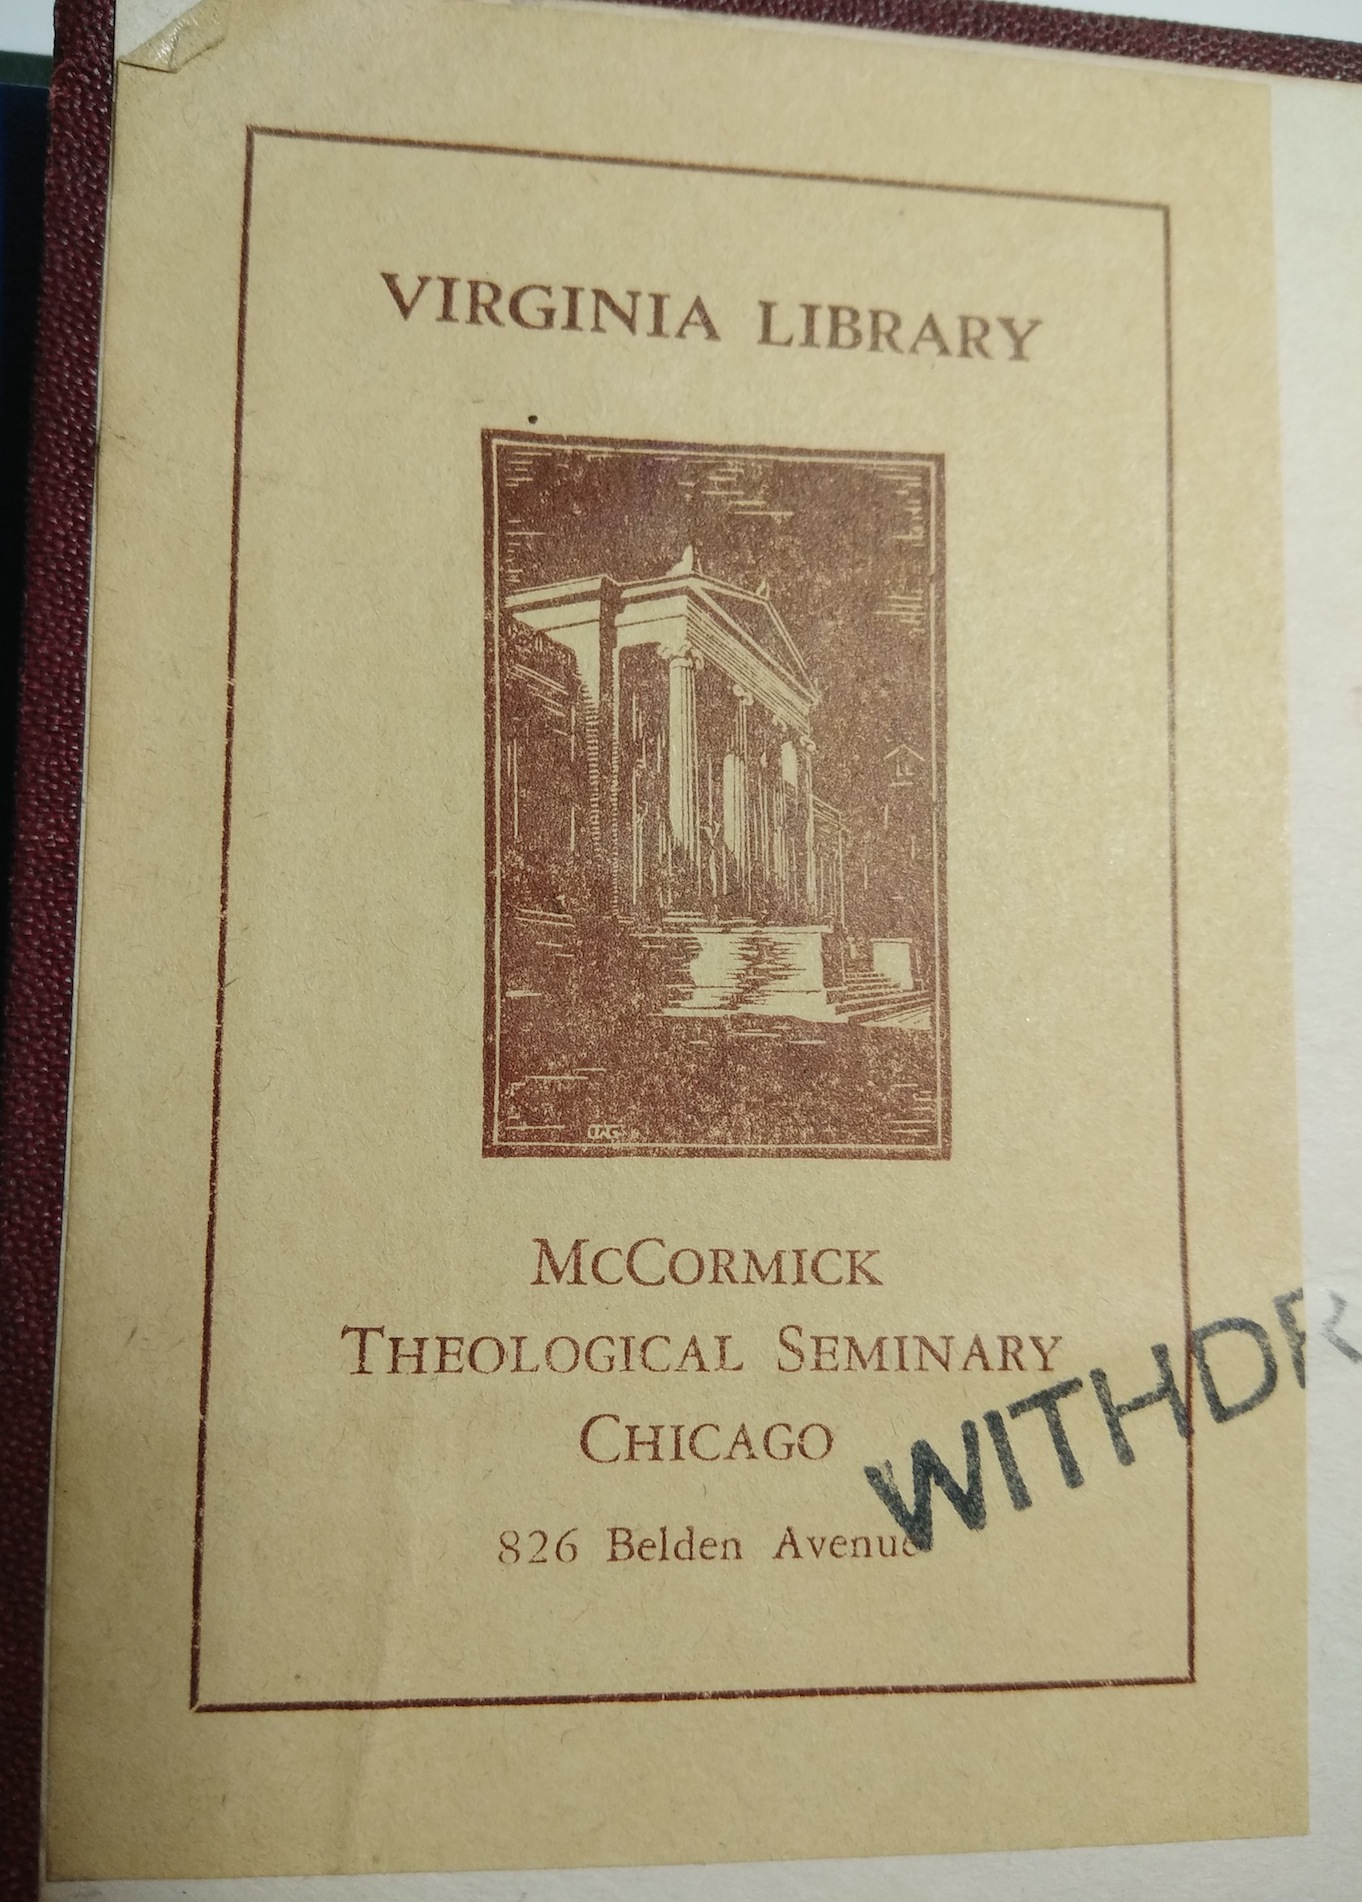 VIRGINIA LIBRARY
McCORMICK
THEOLOGICAL SEMINARY
CHICAGO
826 Belden Avenue
WITHDR